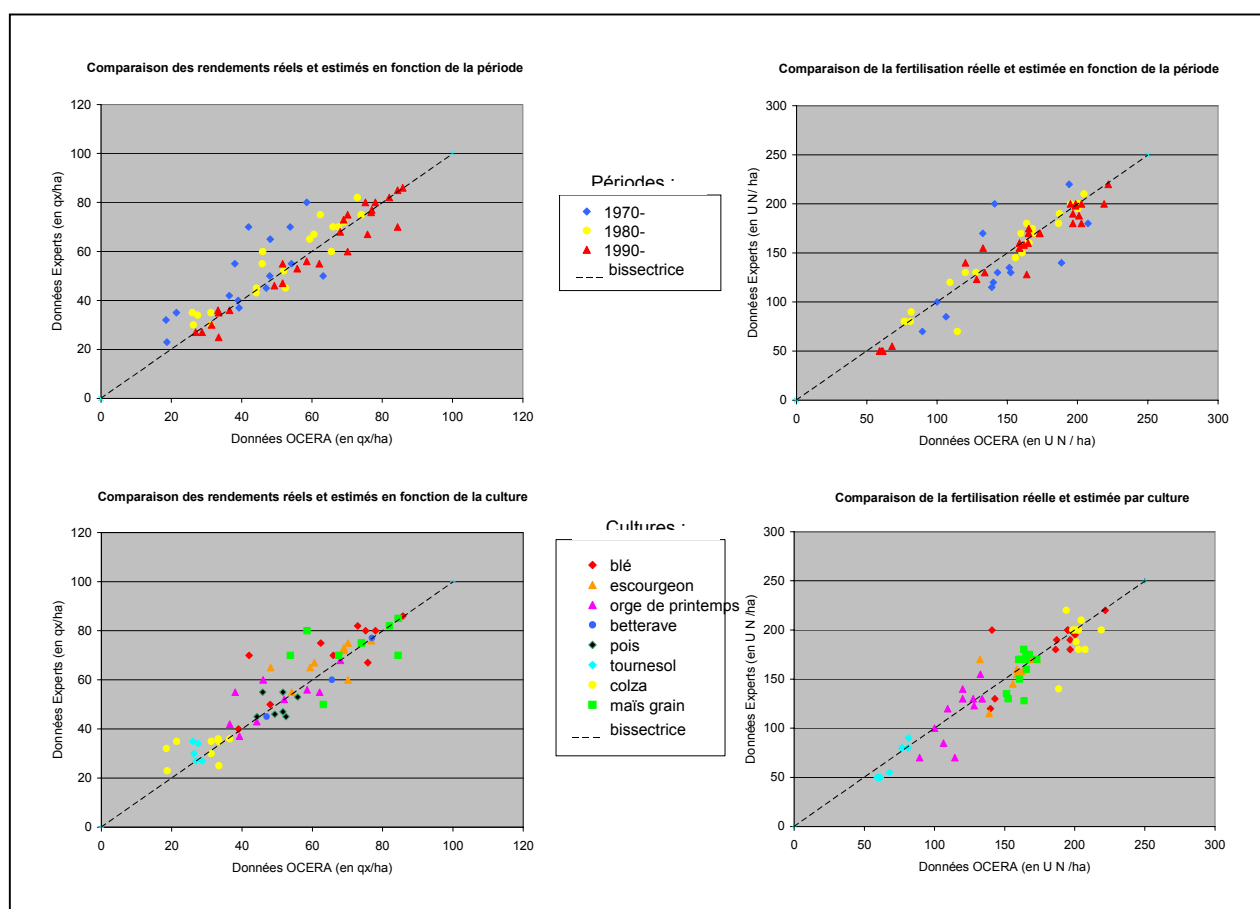 Comparaison des rendements réels et estimés en fonction de la période
Données Experts (en qx/ha)
120
100
80
60
40
20
0
0 20 40 60 80 100 120
Données OCERA (en qx/ha)
Périodes :
1970-
1980-
1990-
bissectrice
Comparaison de la fertilisation réelle et estimée en fonction de la période
Données Experts (en U N/ ha)
300
250
200
150
100
50
0
0 50 100 150 200 250 300
Données OCERA (en U N / ha)
Comparaison des rendements réels et estimés en fonction de la culture
Données Experts (en qx/ha)
120
100
80
60
40
20
0
0 20 40 60 80 100 120
Données OCERA (en qx/ha)
Cultures :
blé
escourgeon
orge de printemps
betterave
pois
tournesol
colza
maïs grain
bissectrice
Comparaison de la fertilisation réelle et estimée par culture
Données Experts (en U N /ha)
300
250
200
150
100
50
0
0 50 100 150 200 250 300
Données OCERA (en U N /ha)